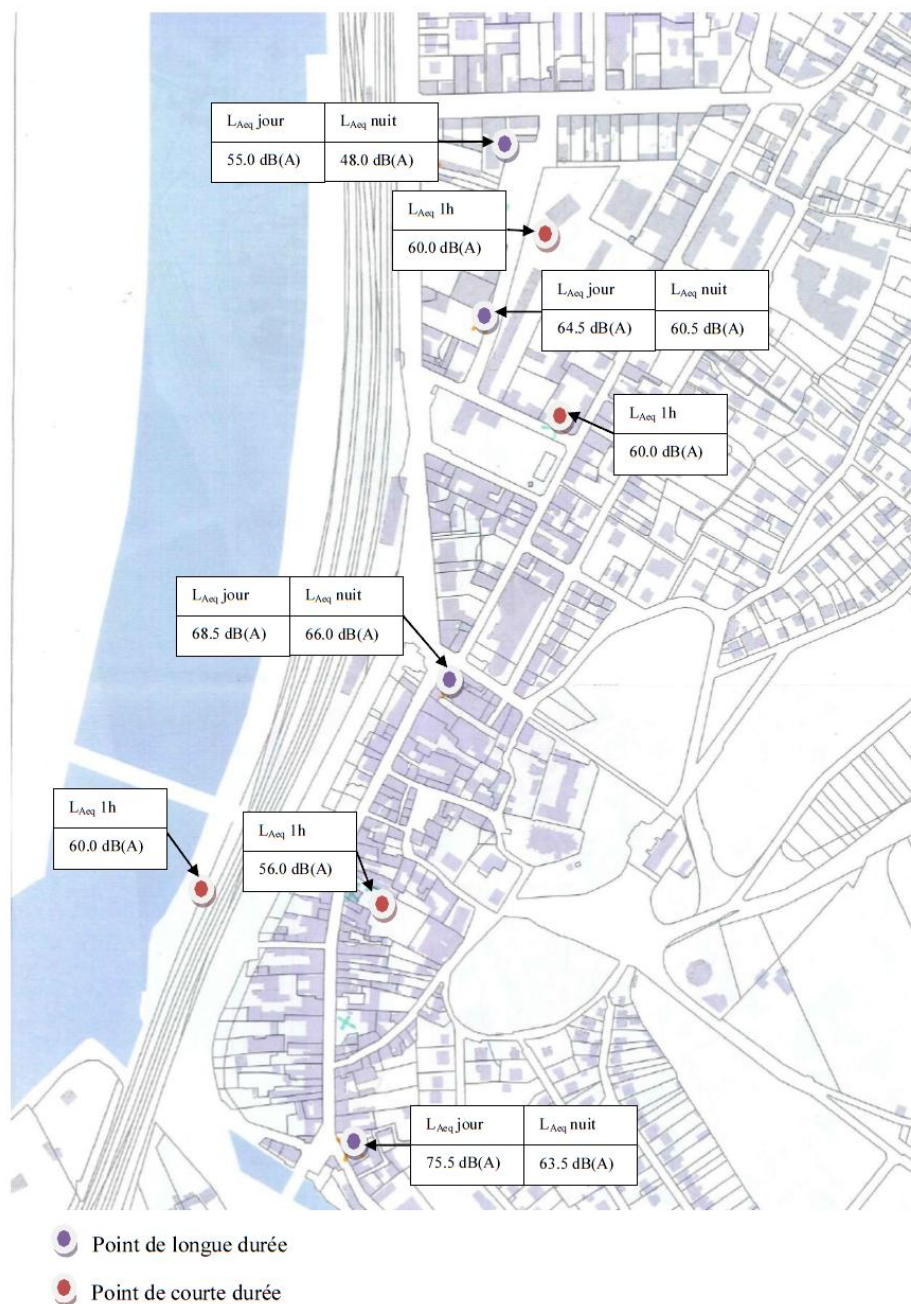 LAeq jour LAeq nuit
55.0 dB(A) 48.0 dB(A)
LAeq 1h
60.0 dB(A)
LAeq jour LAeq nuit
64.5 dB(A) 60.5 dB(A)
LAeq 1h
60.0 dB(A)
LAeq jour LAeq nuit
68.5 dB(A) 66.0 dB(A)
LAeq 1h
60.0 dB(A)
LAeq 1h
56.0 dB(A)
LAeq jour LAeq nuit
75.5 dB(A) 63.5 dB(A)
Point de longue durée
Point de courte durée